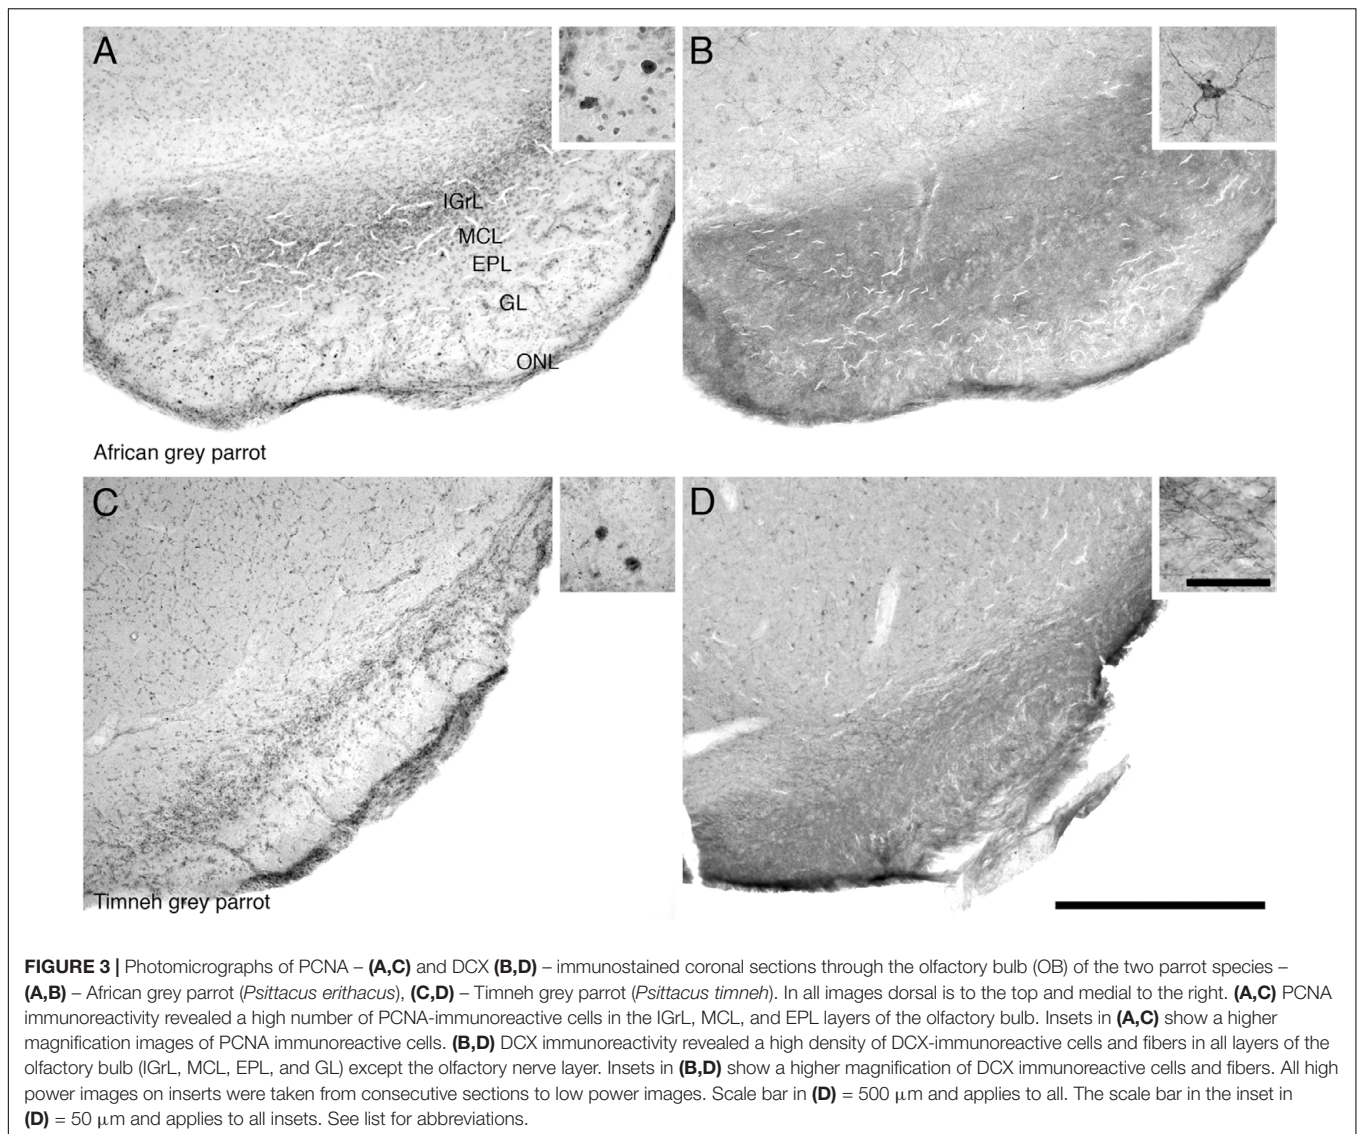 A
B
IGrL
MCL
EPL
GL
ONL
African grey parrot
C
D
Timneh grey parrot
FIGURE 3 | Photomicrographs of PCNA – (A,C) and DCX (B,D) – immunostained coronal sections through the olfactory bulb (OB) of the two parrot species –
(A,B) – African grey parrot (Psittacus erithacus), (C,D) – Timneh grey parrot (Psittacus timneh). In all images dorsal is to the top and medial to the right. (A,C) PCNA
immunoreactivity revealed a high number of PCNA-immunoreactive cells in the IGrL, MCL, and EPL layers of the olfactory bulb. Insets in (A,C) show a higher
magnification images of PCNA immunoreactive cells. (B,D) DCX immunoreactivity revealed a high density of DCX-immunoreactive cells and fibers in all layers of the
olfactory bulb (IGrL, MCL, EPL, and GL) except the olfactory nerve layer. Insets in (B,D) show a higher magnification of DCX immunoreactive cells and fibers. All high
power images on inserts were taken from consecutive sections to low power images. Scale bar in (D) = 500 μm and applies to all. The scale bar in the inset in
(D) = 50 μm and applies to all insets. See list for abbreviations.